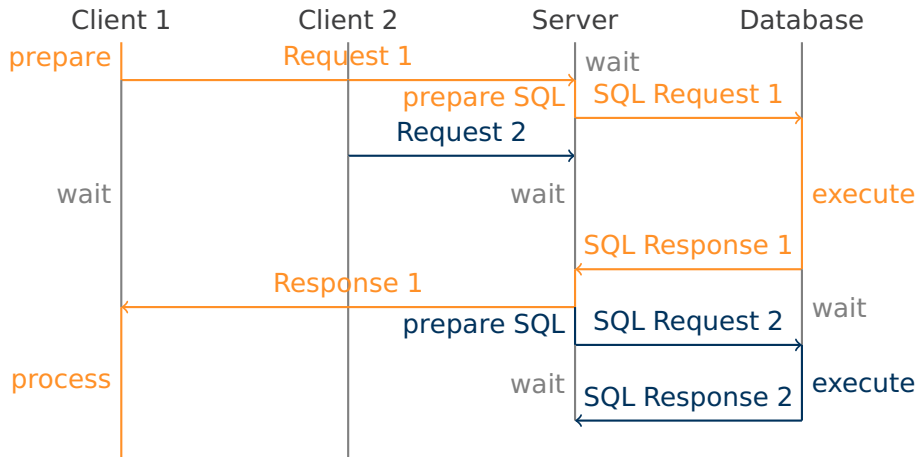 Client 1
Client 2
Server
Database
prepare
Request 1
wait
prepare SQL
SQL Request 1
Request 2
wait
wait
execute
SQL Response 1
Response 1
wait
prepare SQL
SQL Request 2
process
wait
execute
SQL Response 2